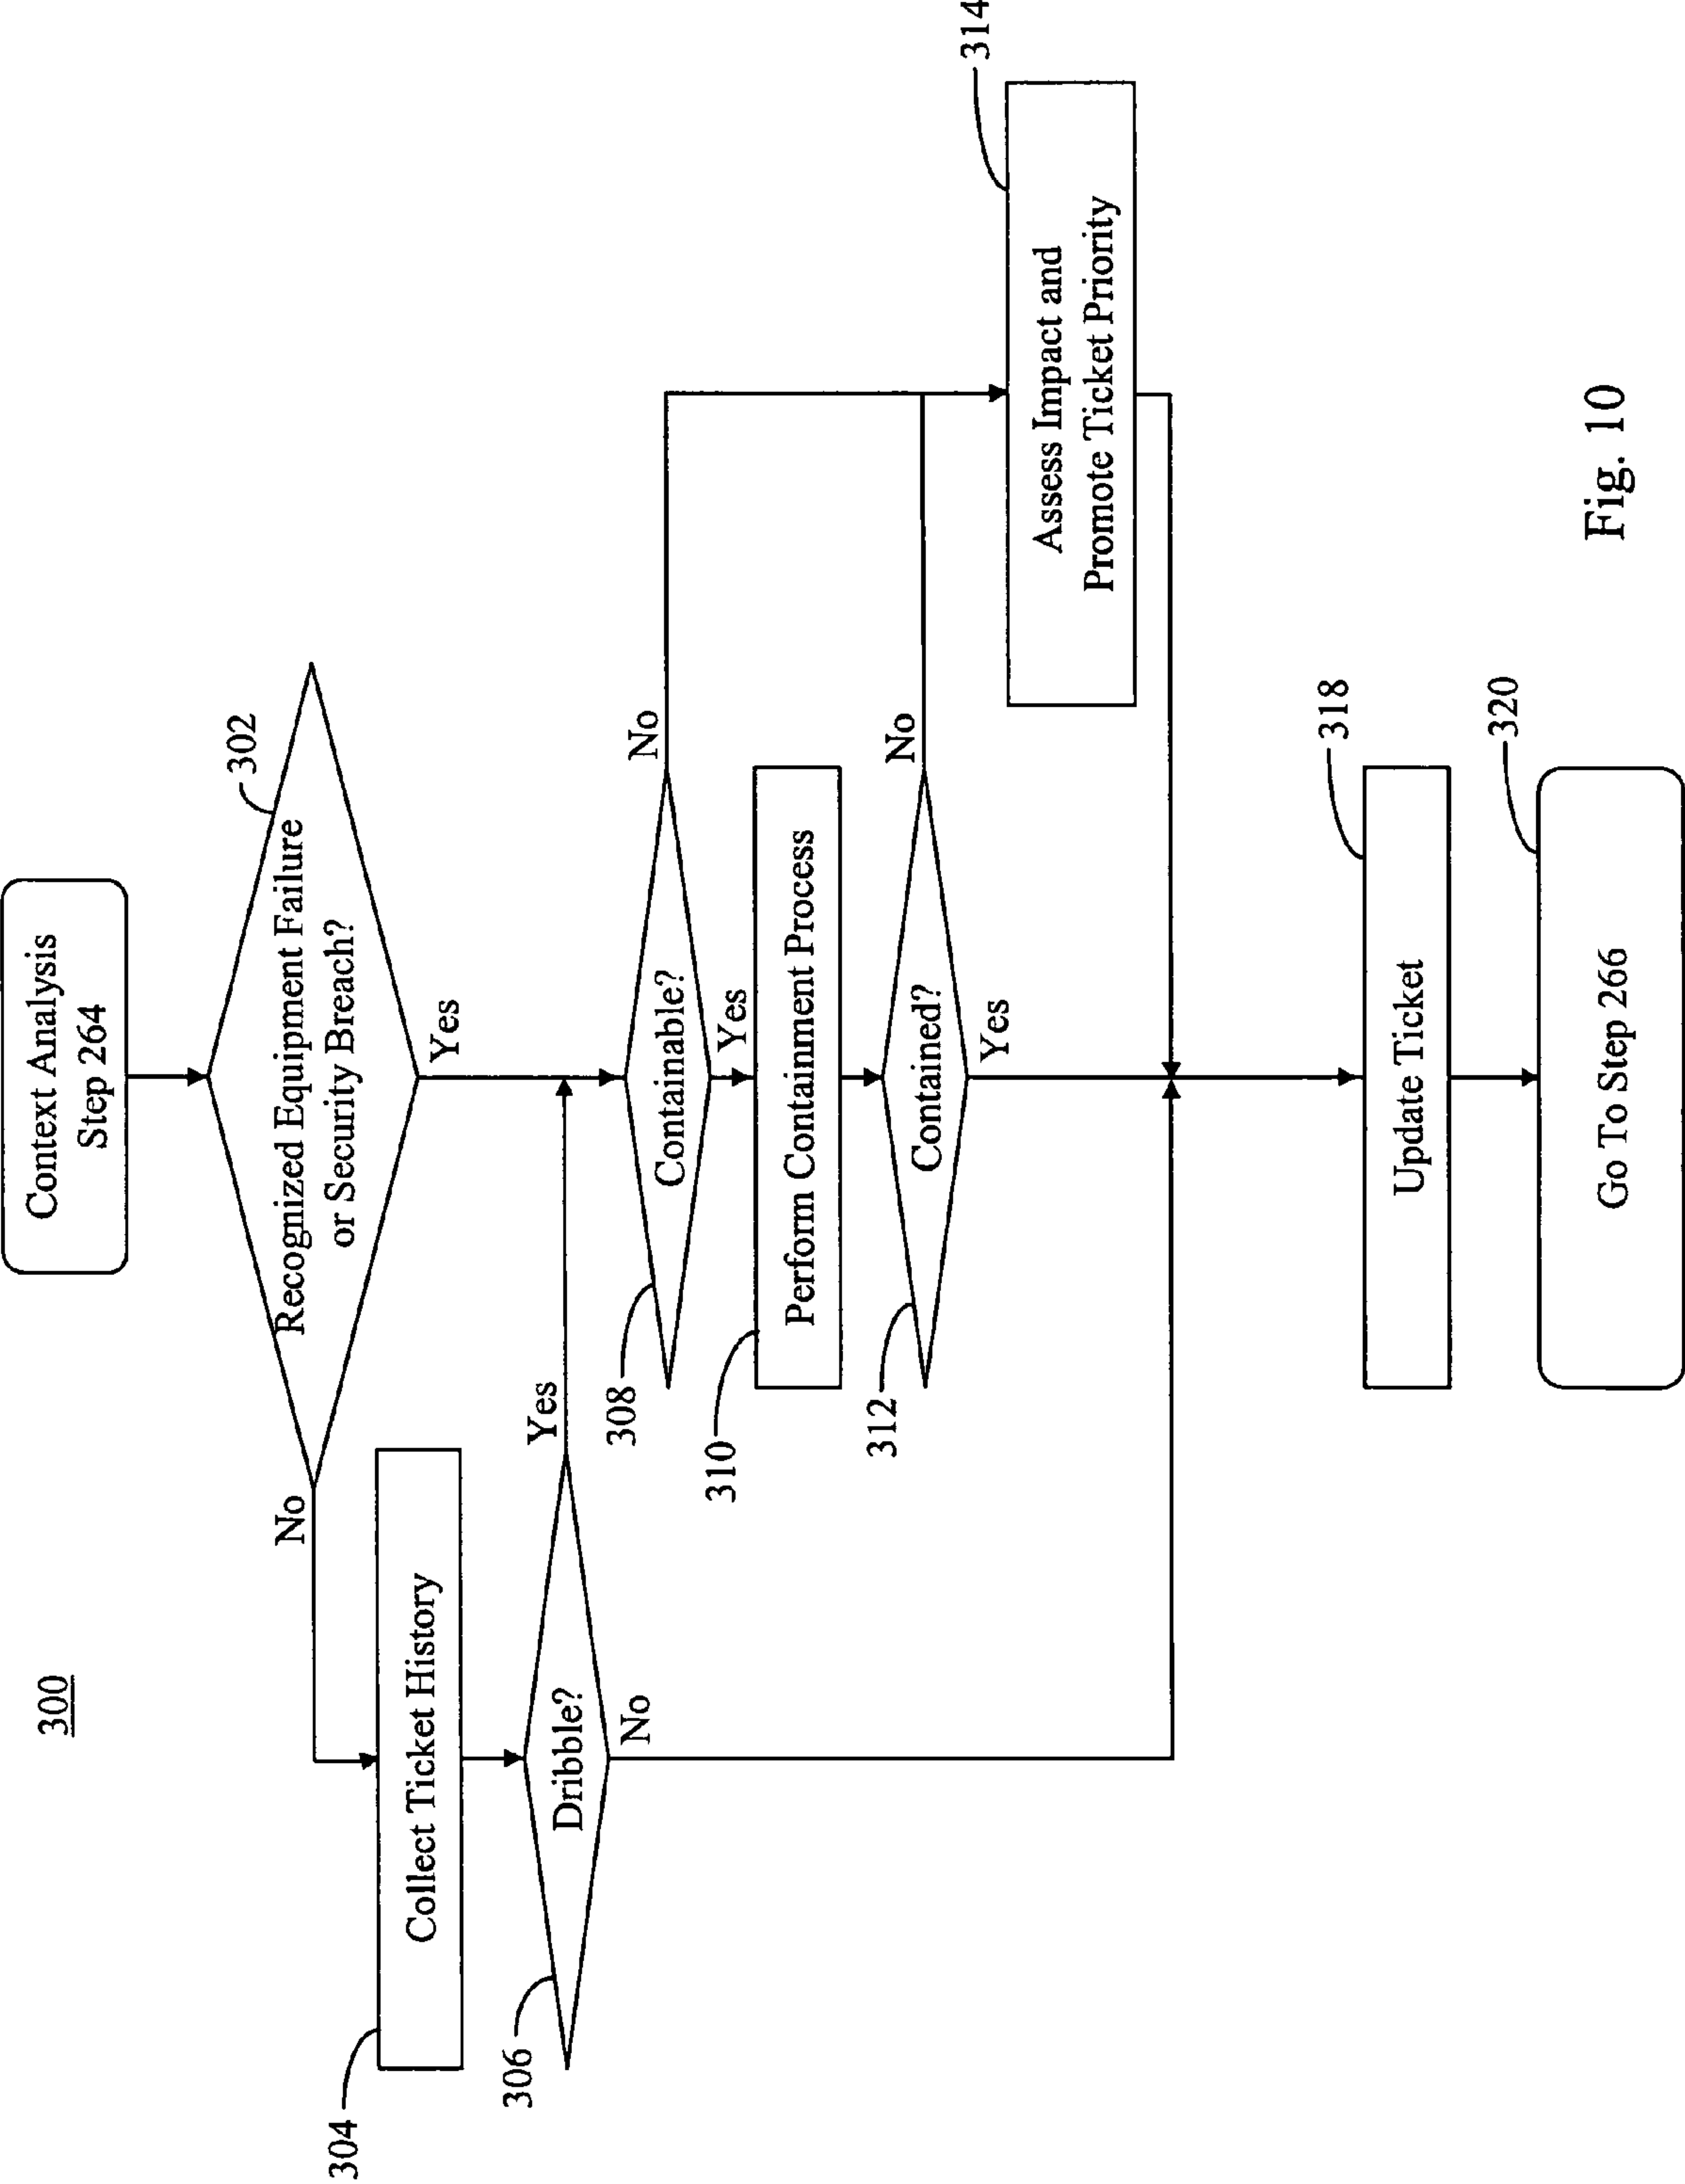 300
Context Analysis
Step 264
302
Recognized Equipment Failure
or Security Breach?
No
Yes
304
Collect Ticket History
306
Dribble?
Yes
No
308
Containable?
No
Yes
310
Perform Containment Process
312
Contained?
No
Yes
314
Assess Impact and
Promote Ticket Priority
318
Update Ticket
320
Go To Step 266
Fig. 10